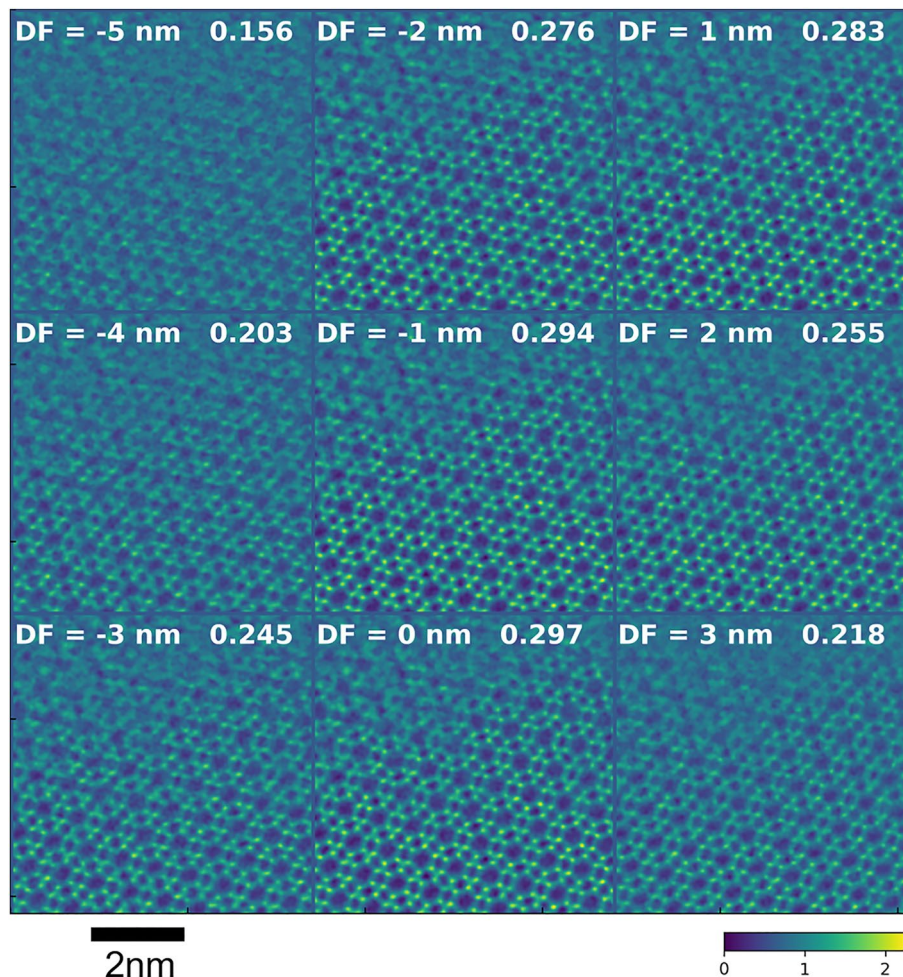 DF = -5 nm 0.156
DF = -2 nm 0.276
DF = 1 nm 0.283
DF = -4 nm 0.203
DF = -1 nm 0.294
DF = 2 nm 0.255
DF = -3 nm 0.245
DF = 0 nm 0.297
DF = 3 nm 0.218
2nm
0 1 2